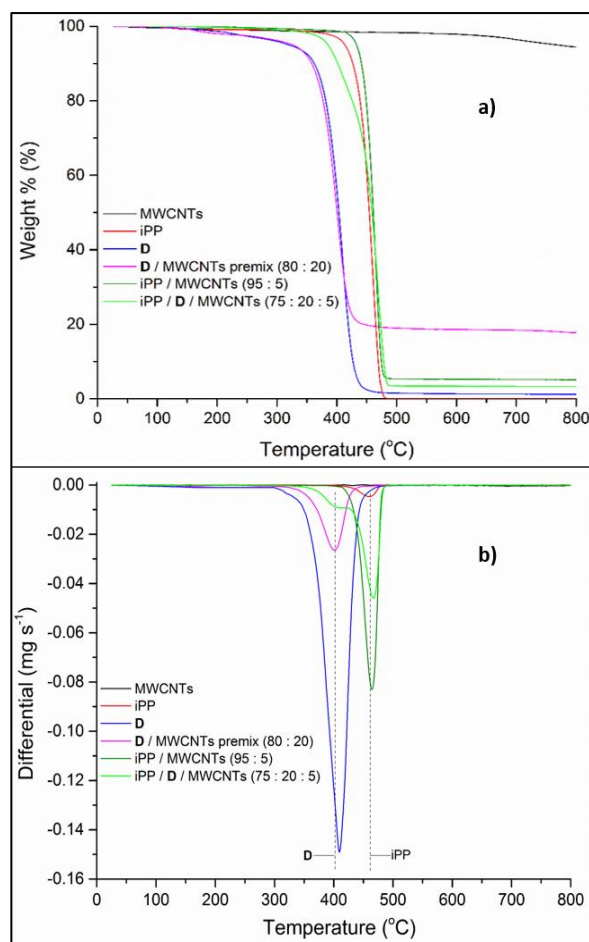 100
80
60
40
20
0
Weight % (%)
a)
MWCNTs
iPP
D
D / MWCNTs premix (80 : 20)
iPP / MWCNTs (95 : 5)
iPP / D / MWCNTs (75 : 20 : 5)
0 100 200 300 400 500 600 700 800
Temperature (°C)
0.00
-0.02
-0.04
-0.06
-0.08
-0.10
-0.12
-0.14
-0.16
Differential (mg s⁻¹)
b)
MWCNTs
iPP
D
D / MWCNTs premix (80 : 20)
iPP / MWCNTs (95 : 5)
iPP / D / MWCNTs (75 : 20 : 5)
D iPP
0 100 200 300 400 500 600 700 800
Temperature (°C)